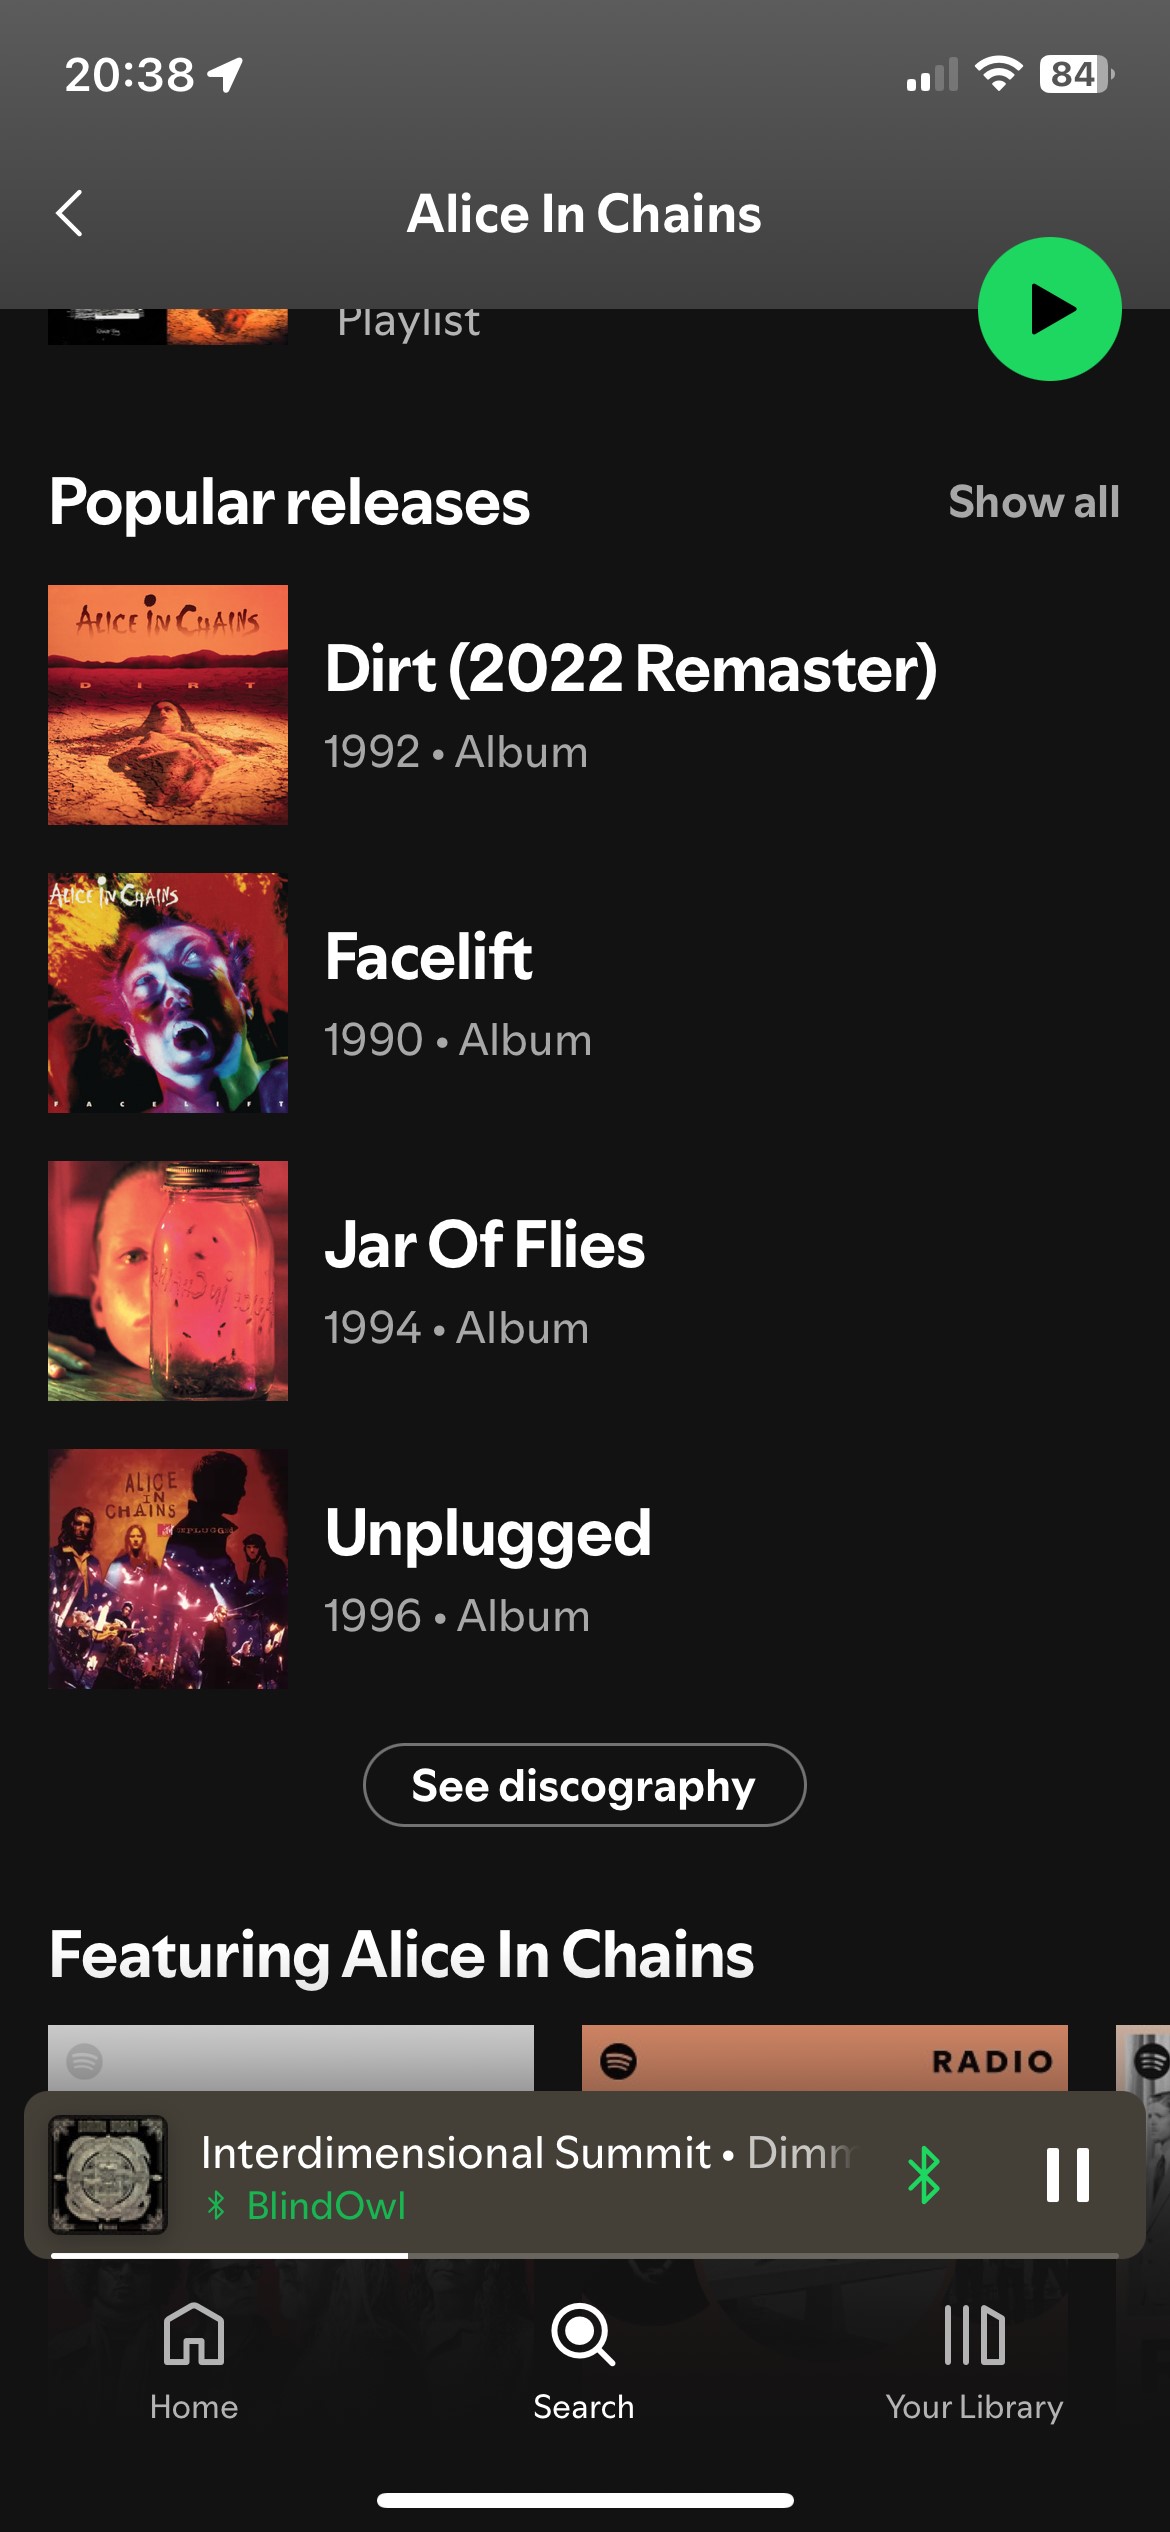 20:38
84
Alice In Chains
Playlist
Popular releases
Show all
ALICE IN CHAINS
D I R T
Dirt (2022 Remaster)
1992 • Album
ALICE IN CHAINS
F A C E L I F T
Facelift
1990 • Album
Jar Of Flies
1994 • Album
ALICE
IN
CHAINS
UNPLUGGED
Unplugged
1996 • Album
See discography
Featuring Alice In Chains
RADIO
Interdimensional Summit • Dimm
BlindOwl
Home
Search
Your Library